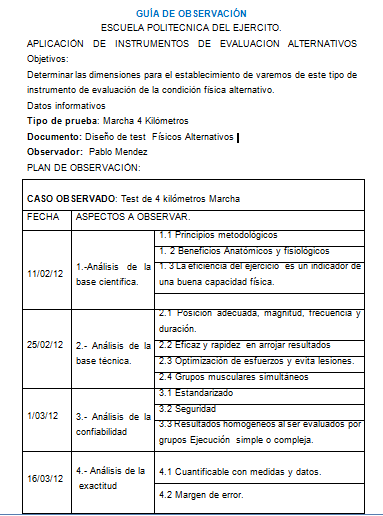 GUÍA DE OBSERVACIÓN
ESCUELA POLITECNICA DEL EJERCITO.
APLICACIÓN DE INSTRUMENTOS DE EVALUACION ALTERNATIVOS
Objetivos:
Determinar las dimensiones para el establecimiento de varemos de este tipo de
instrumento de evaluación de la condición física alternativo.
Datos informativos
Tipo de prueba: Marcha 4 Kilómetros
Documento: Diseño de test Físicos Alternativos
Observador: Pablo Mendez
PLAN DE OBSERVACIÓN:
CASO OBSERVADO: Test de 4 kilómetros Marcha
FECHA ASPECTOS A OBSERVAR.
11/02/12
1.-Análisis de la
base científica.
1.1 Principios metodológicos
1. 2 Beneficios Anatómicos y fisiológicos
1. 3 La eficiencia del ejercicio es un indicador de
una buena capacidad física.
25/02/12
2.- Análisis de la
base técnica.
2.1 Posición adecuada, magnitud, frecuencia y
duración.
2.2 Eficaz y rapidez en arrojar resultados
2.3 Optimización de esfuerzos y evita lesiones.
2.4 Grupos musculares simultáneos
1/03/12
3.- Análisis de la
confiabilidad
3.1 Estandarizado
3.2 Seguridad
3.3 Resultados homogéneos al ser evaluados por
grupos Ejecución simple o compleja.
16/03/12
4.- Análisis de la
exactitud
4.1 Cuantificable con medidas y datos.
4.2 Margen de error.